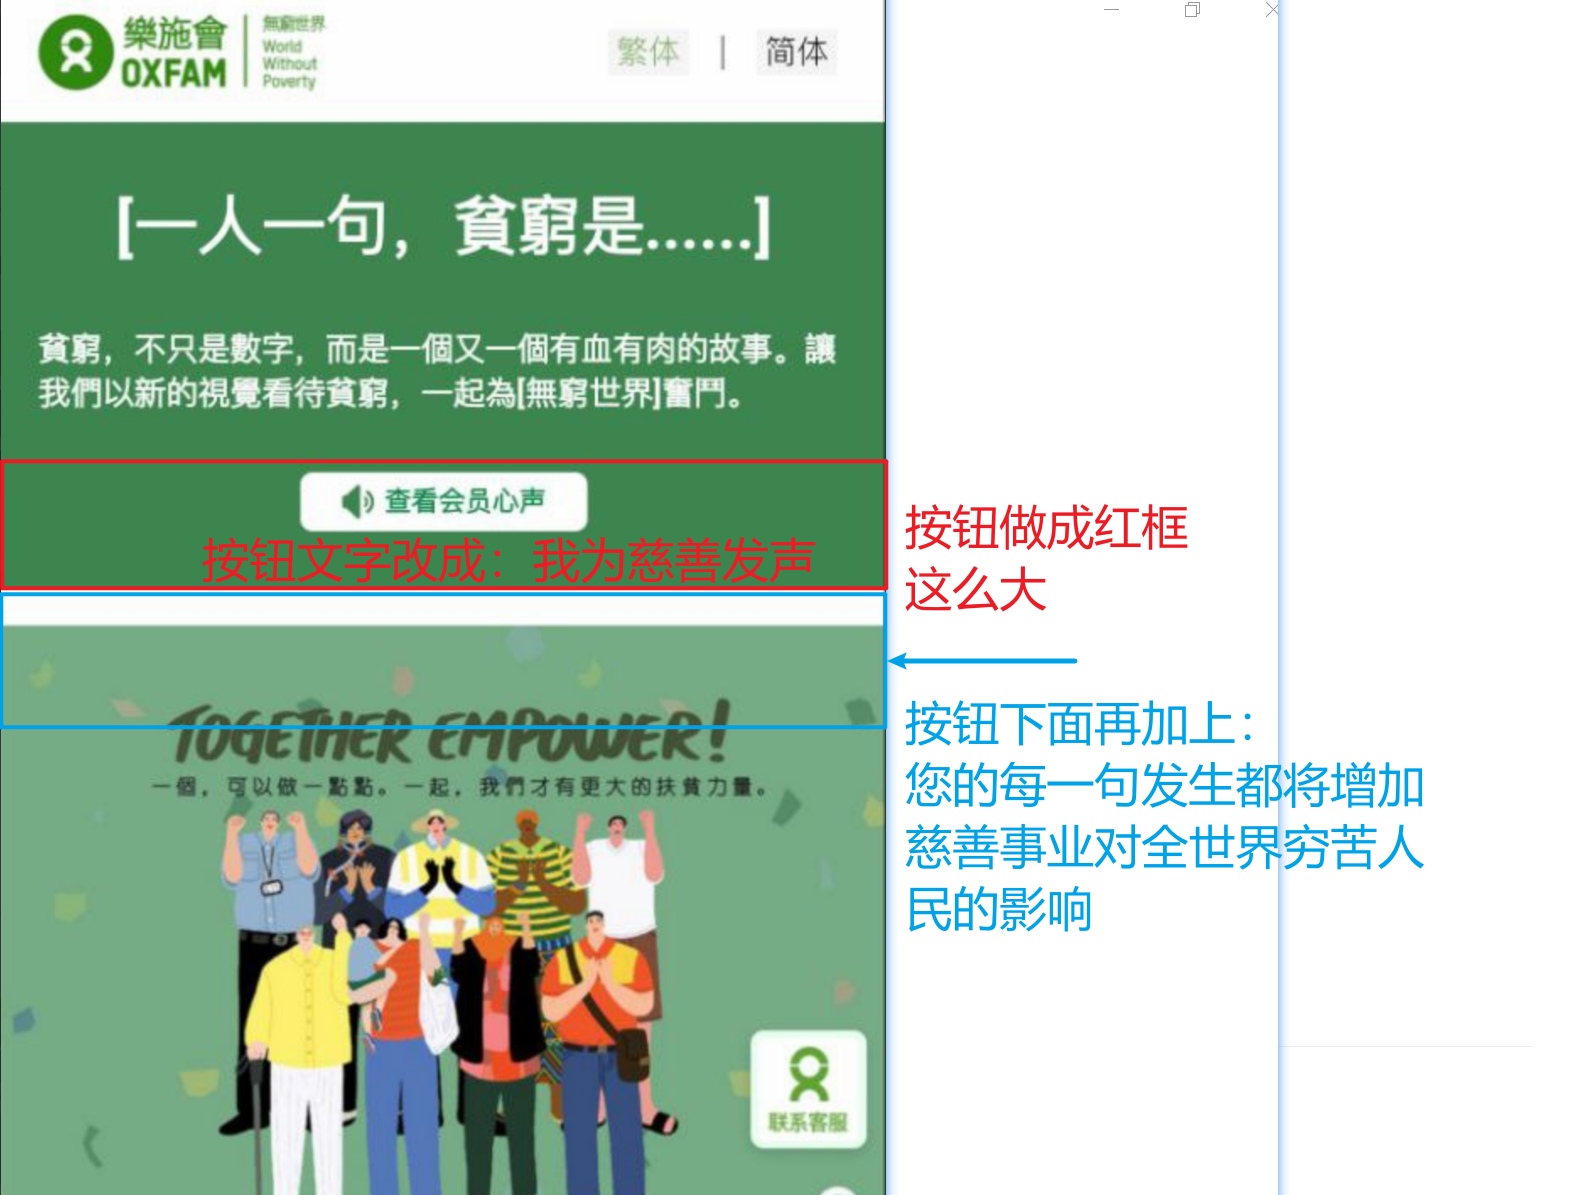 樂施會
OXFAM
無窮世界
World
Without
Poverty
繁体 | 简体
[一人一句，貧窮是......]
貧窮，不只是數字，而是一個又一個有血有肉的故事。讓
我們以新的視覺看待貧窮，一起為[無窮世界]奮鬥。
查看会员心声
按钮文字改成：我为慈善发声
按钮做成红框
这么大
按钮下面再加上：
您的每一句发生都将增加
慈善事业对全世界穷苦人
民的影响
TOGETHER EMPOWER!
一個，可以做一點點。一起，我們才有更大的扶貧力量。
联系客服